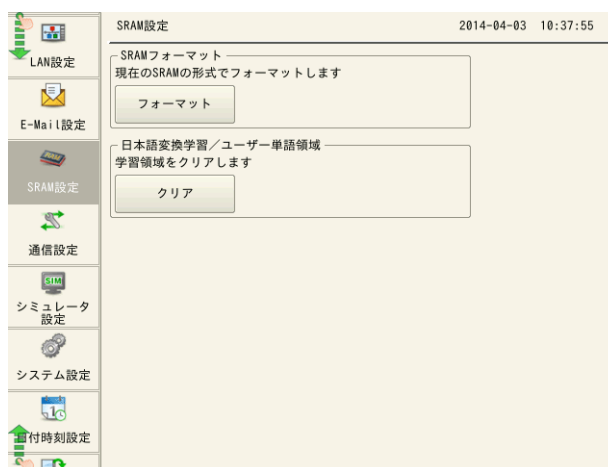 SRAM設定
2014-04-03 10:37:55
LAN設定
E-Mail設定
SRAM設定
通信設定
SIM
シミュレータ
設定
システム設定
1
日付時刻設定
SRAMフォーマット
現在のSRAMの形式でフォーマットします
フォーマット
日本語変換学習／ユーザー単語領域
学習領域をクリアします
クリア